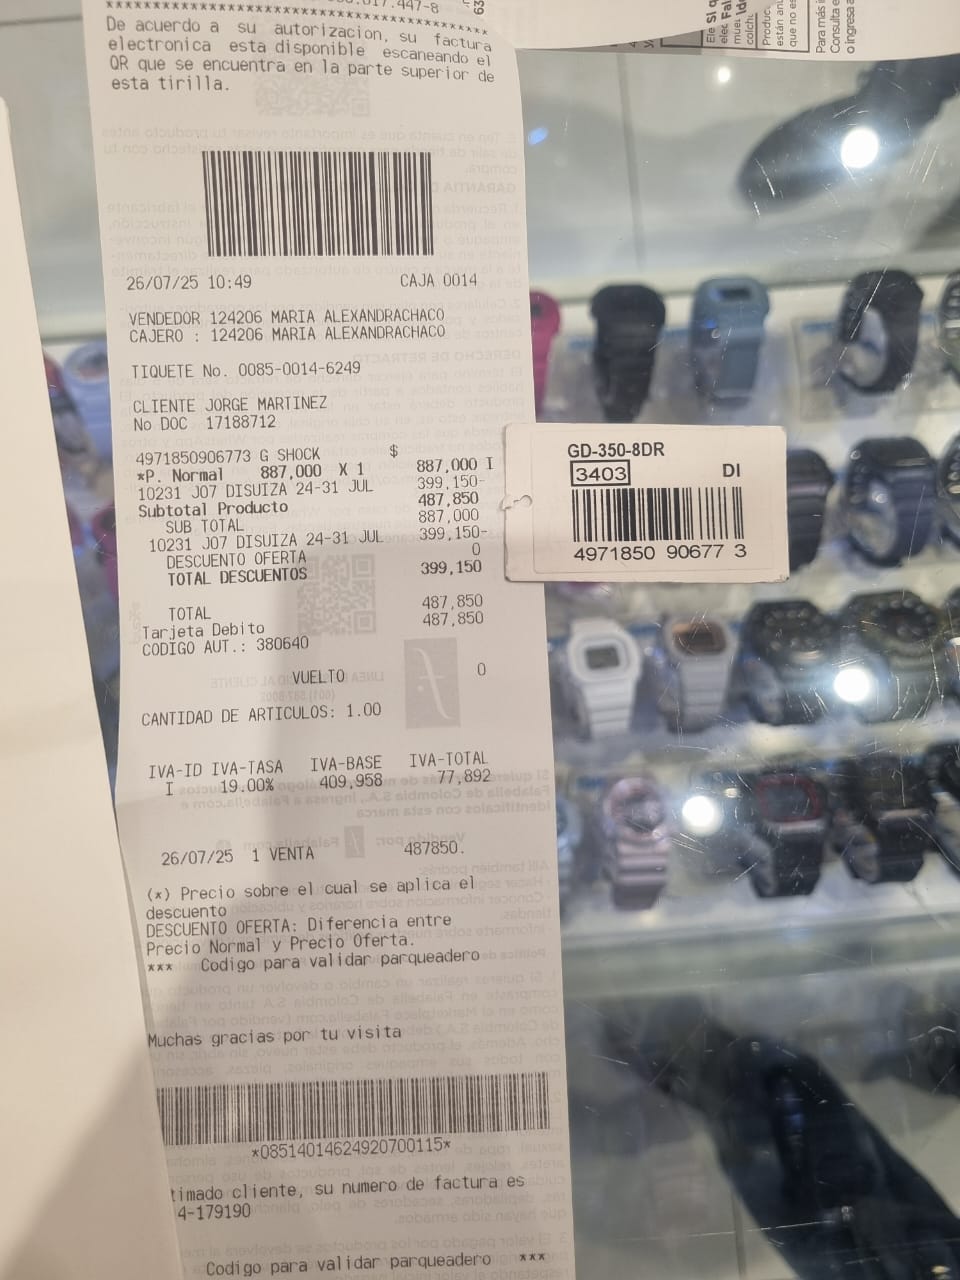 .017.447-8
****************************************
De acuerdo a su autorizacion, su factura
electronica esta disponible escaneando el
QR que se encuentra en la parte superior de
esta tirilla.
26/07/25 10:49 CAJA 0014
VENDEDOR 124206 MARIA ALEXANDRACHACO
CAJERO : 124206 MARIA ALEXANDRACHACO
TIQUETE No. 0085-0014-6249
CLIENTE JORGE MARTINEZ
No DOC 17188712
4971850906773 G SHOCK $
*P. Normal 887,000 X 1 887,000 I
10231 J07 DISUIZA 24-31 JUL 399,150-
Subtotal Producto 487,850
SUB TOTAL 887,000
10231 J07 DISUIZA 24-31 JUL 399,150-
DESCUENTO OFERTA 0
TOTAL DESCUENTOS 399,150
TOTAL 487,850
Tarjeta Debito 487,850
CODIGO AUT.: 380640
VUELTO 0
CANTIDAD DE ARTICULOS: 1.00
IVA-ID IVA-TASA IVA-BASE IVA-TOTAL
I 19.00% 409,958 77,892
26/07/25 1 VENTA 487850.
(*) Precio sobre el cual se aplica el
descuento
DESCUENTO OFERTA: Diferencia entre
Precio Normal y Precio Oferta.
*** Codigo para validar parqueadero
Muchas gracias por tu visita
*08514014624920700115*
timado cliente, su numero de factura es
4-179190
Codigo para validar parqueadero ***
GD-350-8DR
3403 DI
4971850 90677 3